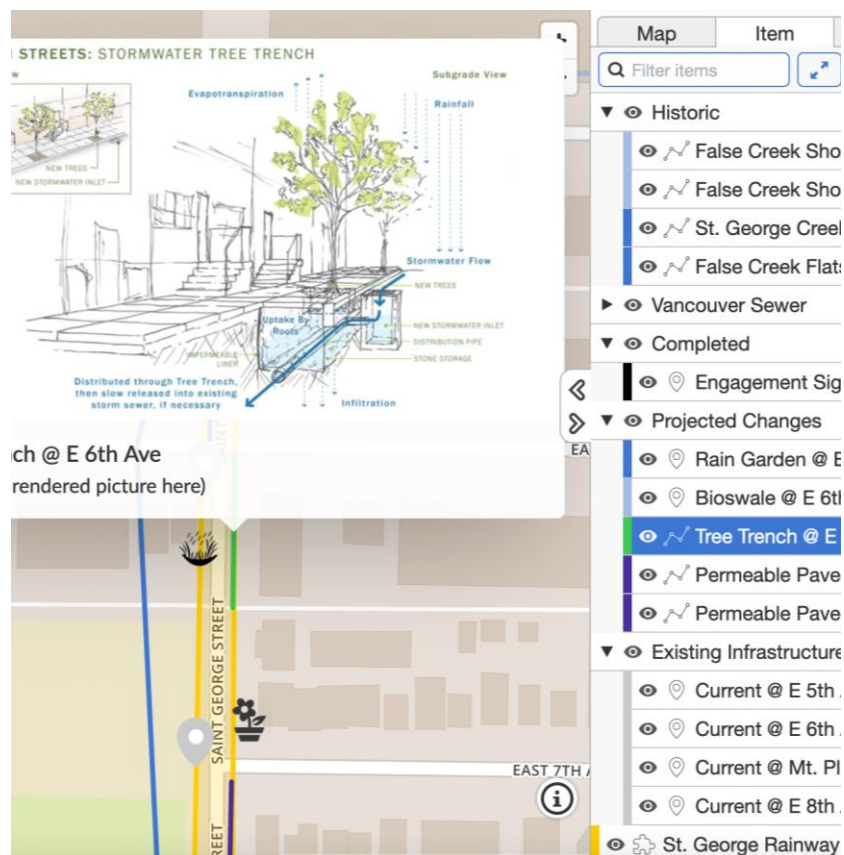 STREETS: STORMWATER TREE TRENCH
Subgrade View
Evapotranspiration
Rainfall
NEW TREES
NEW STORMWATER INLET
Stormwater Flow
NEW TREES
Uptake By
Roots
NEW STORMWATER INLET
DISTRIBUTION PIPE
IMPERMEABLE
LINER
STONE STORAGE
Distributed through Tree Trench,
then slow released into existing
storm sewer, if necessary
Infiltration
ch @ E 6th Ave
rendered picture here)
EA
SAINT GEORGE STREET
EAST 7TH
REET
Map
Item
Filter items
Historic
False Creek Sho
False Creek Sho
St. George Creek
False Creek Flats
Vancouver Sewer
Completed
Engagement Sig
Projected Changes
Rain Garden @ E
Bioswale @ E 6th
Tree Trench @ E
Permeable Pave
Permeable Pave
Existing Infrastructure
Current @ E 5th
Current @ E 6th
Current @ Mt. Pl
Current @ E 8th
St. George Rainway